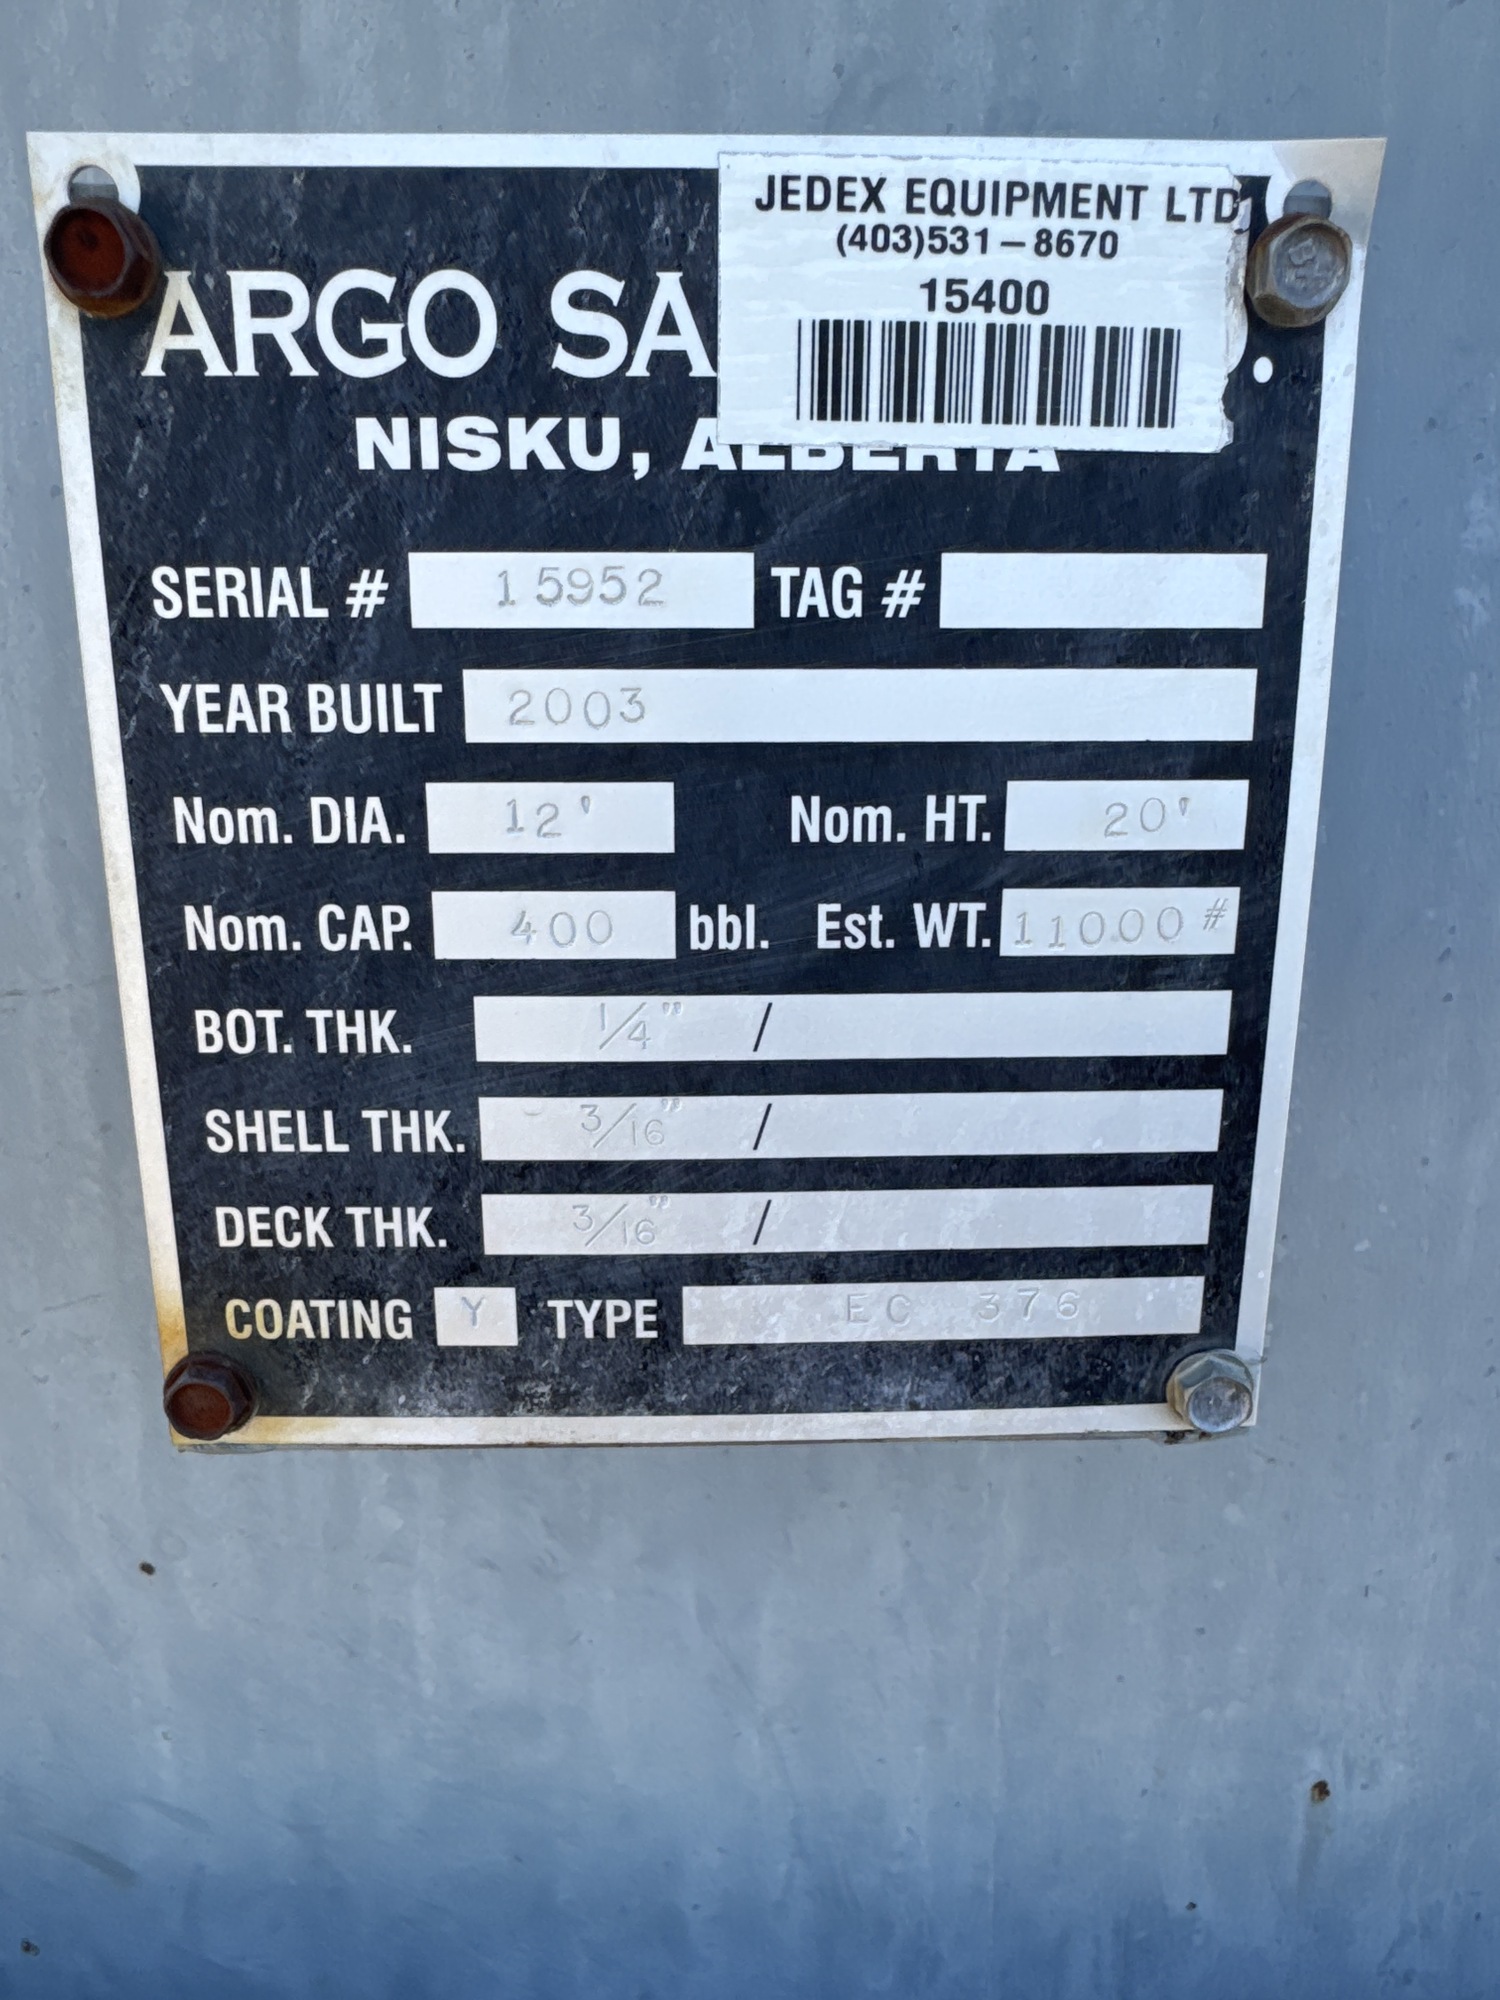 JEDEX EQUIPMENT LTD
(403)531-8670
15400
ARGO SA
NISKU, ALBERTA
SERIAL # 15952 TAG #
YEAR BUILT 2003
Nom. DIA. 12' Nom. HT. 20'
Nom. CAP. 400 bbl. Est. WT. 11000#
BOT. THK. 1/4" /
SHELL THK. 3/16" /
DECK THK. 3/16" /
COATING Y TYPE EC 376